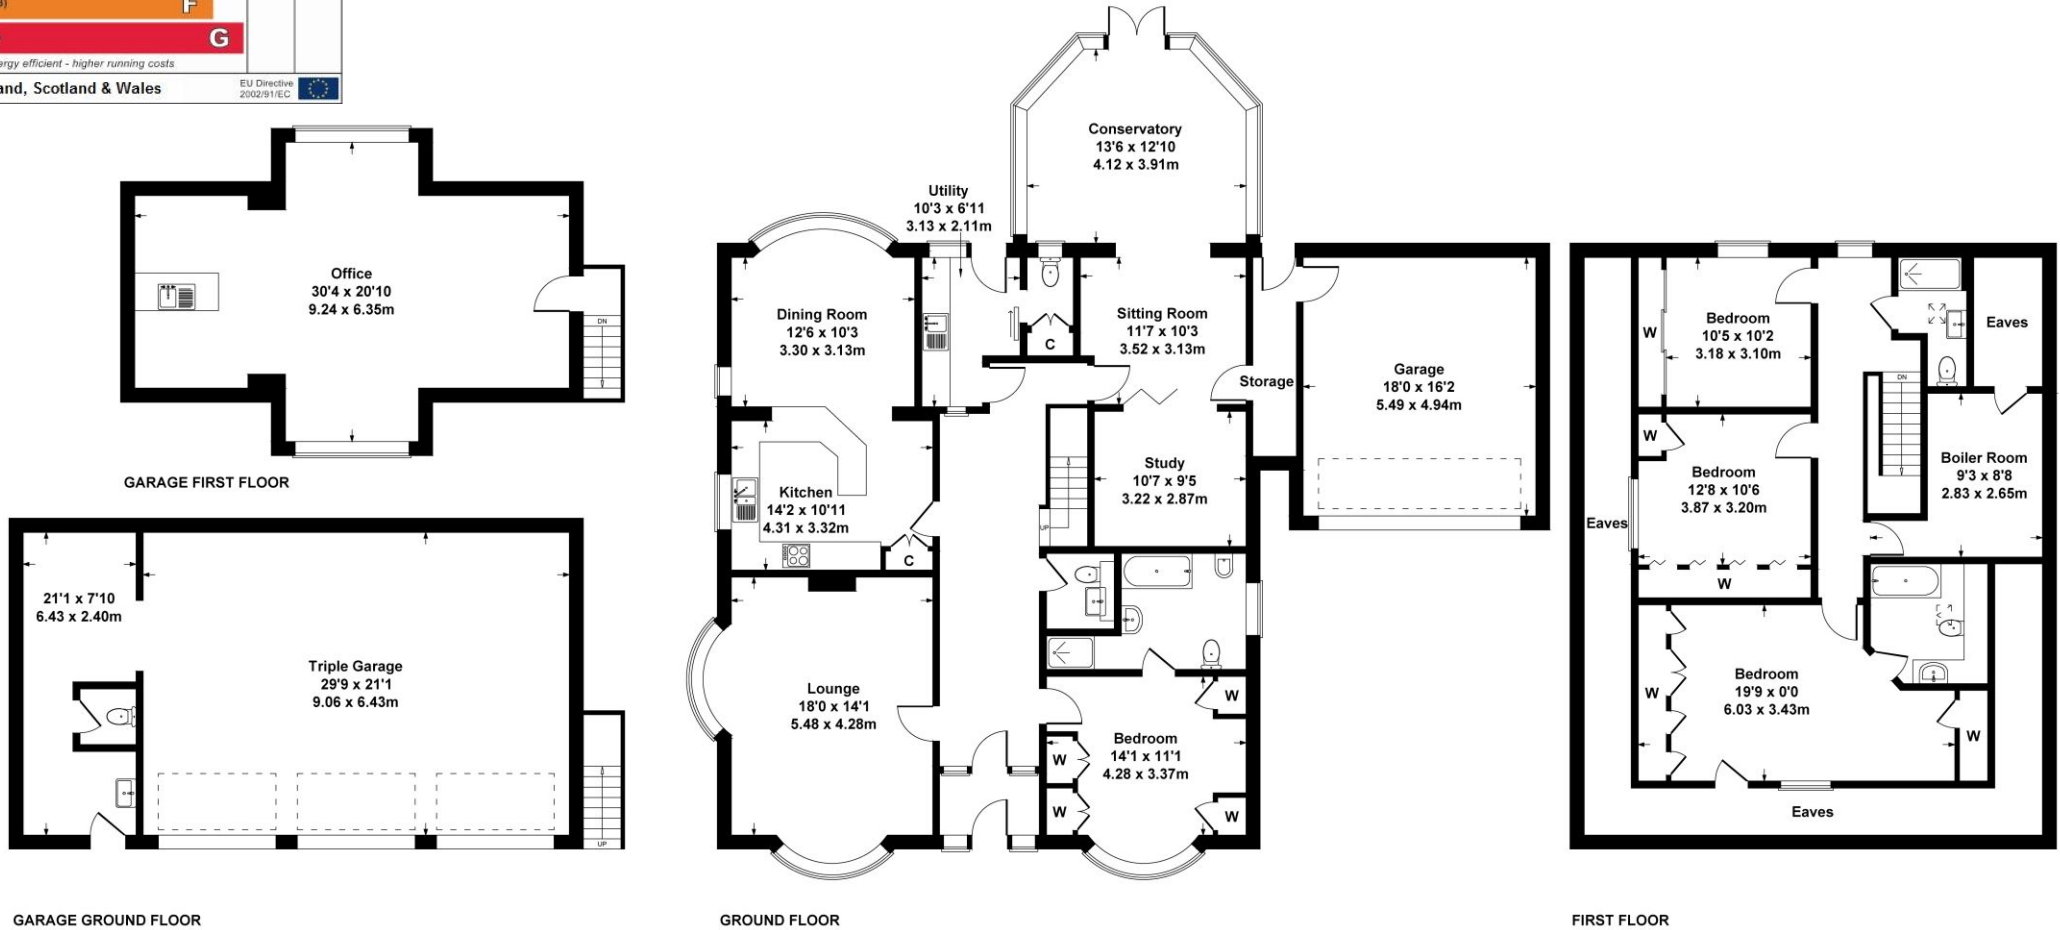 F
G
ergy efficient - higher running costs
and, Scotland & Wales
EU Directive
2002/91/EC
Office
30'4 x 20'10
9.24 x 6.35m
DN
GARAGE FIRST FLOOR
21'1 x 7'10
6.43 x 2.40m
Triple Garage
29'9 x 21'1
9.06 x 6.43m
UP
GARAGE GROUND FLOOR
Conservatory
13'6 x 12'10
4.12 x 3.91m
Utility
10'3 x 6'11
3.13 x 2.11m
Dining Room
12'6 x 10'3
3.30 x 3.13m
C
Sitting Room
11'7 x 10'3
3.52 x 3.13m
Storage
Garage
18'0 x 16'2
5.49 x 4.94m
Kitchen
14'2 x 10'11
4.31 x 3.32m
C
UP
Study
10'7 x 9'5
3.22 x 2.87m
Lounge
18'0 x 14'1
5.48 x 4.28m
Bedroom
14'1 x 11'1
4.28 x 3.37m
W
W
W
W
GROUND FLOOR
W
Bedroom
10'5 x 10'2
3.18 x 3.10m
Eaves
DN
W
Bedroom
12'8 x 10'6
3.87 x 3.20m
W
Eaves
Boiler Room
9'3 x 8'8
2.83 x 2.65m
W
Bedroom
19'9 x 0'0
6.03 x 3.43m
W
Eaves
FIRST FLOOR